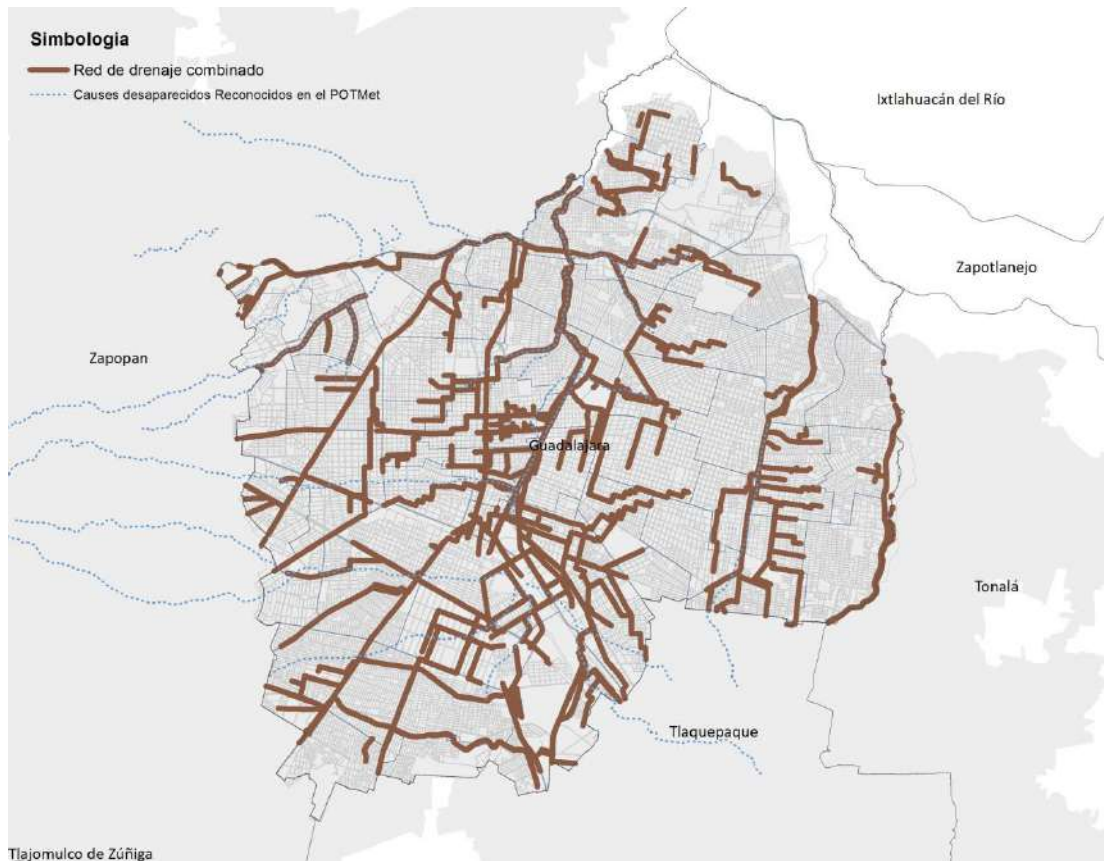 Simbologia
Red de drenaje combinado
Causes desaparecidos Reconocidos en el POTMet
Ixtlahuacán del Río
Zapotlanejo
Zapopan
Guadalajara
Tonalá
Tlaquepaque
Tlajomulco de Zúñiga